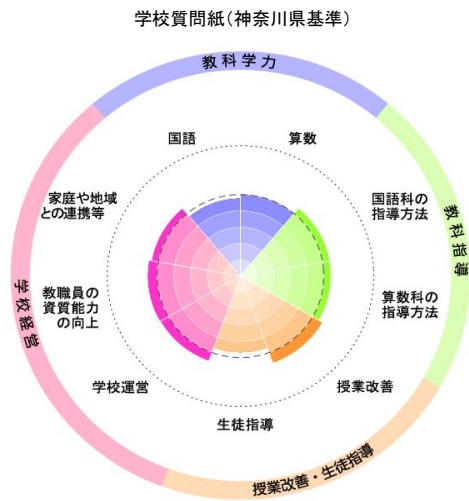 学校質問紙(神奈川県基準)
教科学力
国語
算数
家庭や地域
との連携等
国語科の
指導方法
教科指導
教職員の
資質能力
の向上
算数科の
指導方法
学校経営
学校運営
授業改善
生徒指導
授業改善・生徒指導